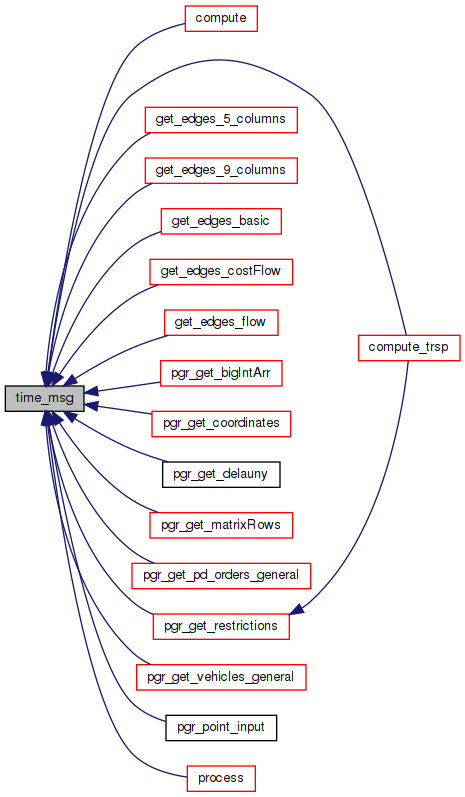 compute
get_edges_5_columns
get_edges_9_columns
get_edges_basic
get_edges_costFlow
get_edges_flow
compute_trsp
pgr_get_bigIntArr
time_msg
pgr_get_coordinates
pgr_get_delauny
pgr_get_matrixRows
pgr_get_pd_orders_general
pgr_get_restrictions
pgr_get_vehicles_general
pgr_point_input
process